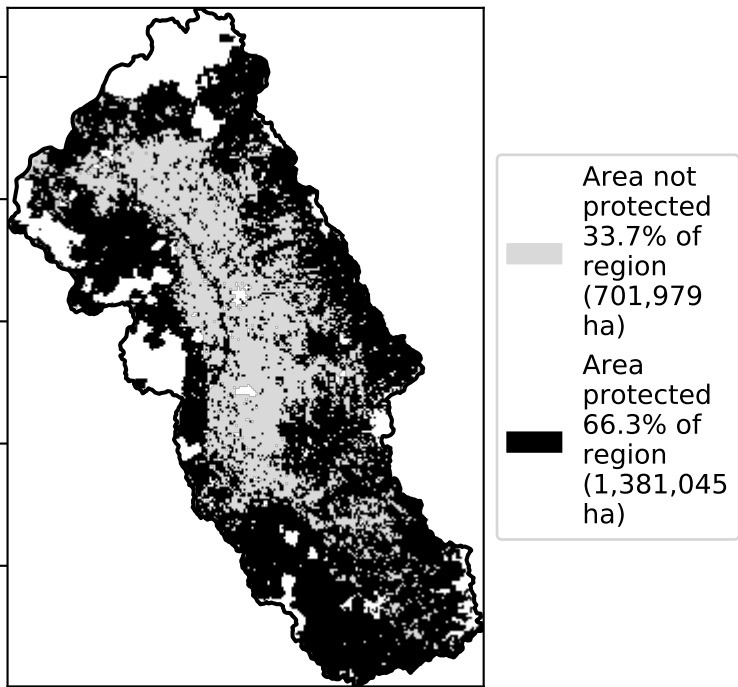 Area not
protected
33.7% of
region
(701,979
ha)
Area
protected
66.3% of
region
(1,381,045
ha)